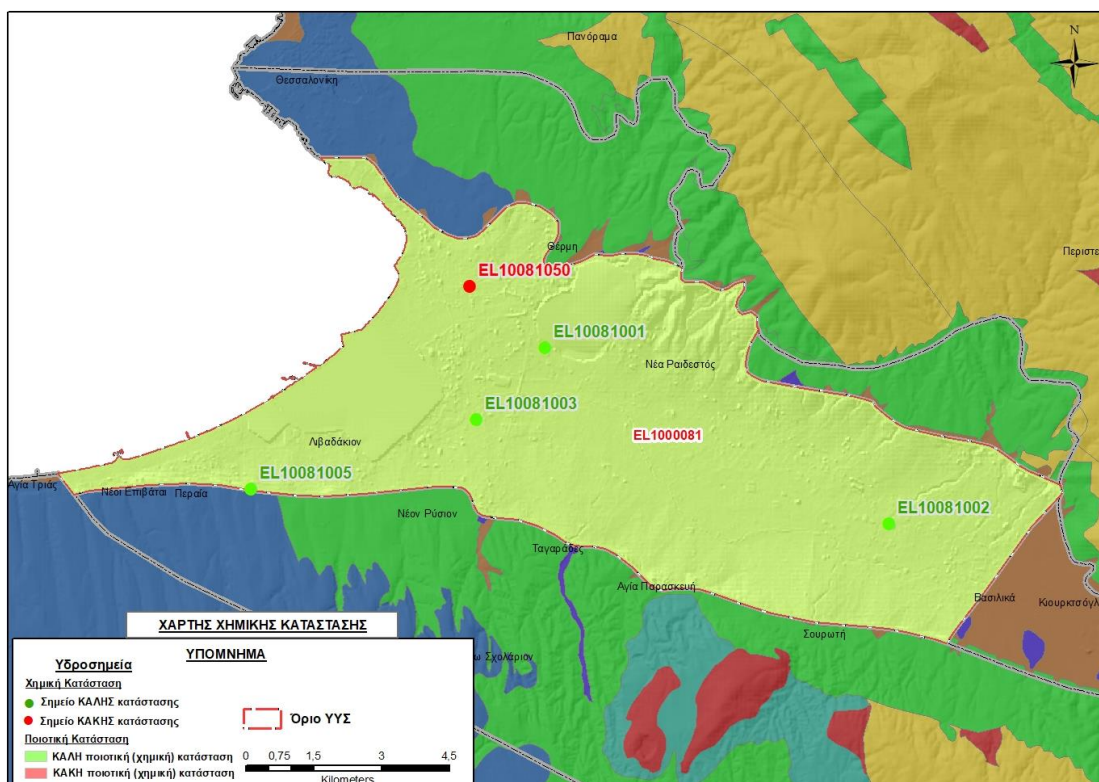 Πανόραμα
N
Θεσσαλονίκη
Θέρμη
Περιστε
EL10081050
EL10081001
Νέα Ραιδεστός
EL10081003
EL1000081
Λιβαδάκιον
EL10081005
Αγία Τριάς
Νέοι Επιβάται
Περαία
EL10081002
Νέον Ρύσιον
Ταγαράδες
Αγία Παρασκευή
Βασιλικά
Κιουρκτσόγλ
Σουρωτή
ω Σχολάριον
ΧΑΡΤΗΣ ΧΗΜΙΚΗΣ ΚΑΤΑΣΤΑΣΗΣ
ΥΠΟΜΝΗΜΑ
Υδροσημεία
Χημική Κατάσταση
Σημείο ΚΑΛΗΣ κατάστασης
Σημείο ΚΑΚΗΣ κατάστασης
Όριο ΥΥΣ
Ποιοτική Κατάσταση
ΚΑΛΗ ποιοτική (χημική) κατάσταση
ΚΑΚΗ ποιοτική (χημική) κατάσταση
0 0,75 1,5 3 4,5
Kilometers